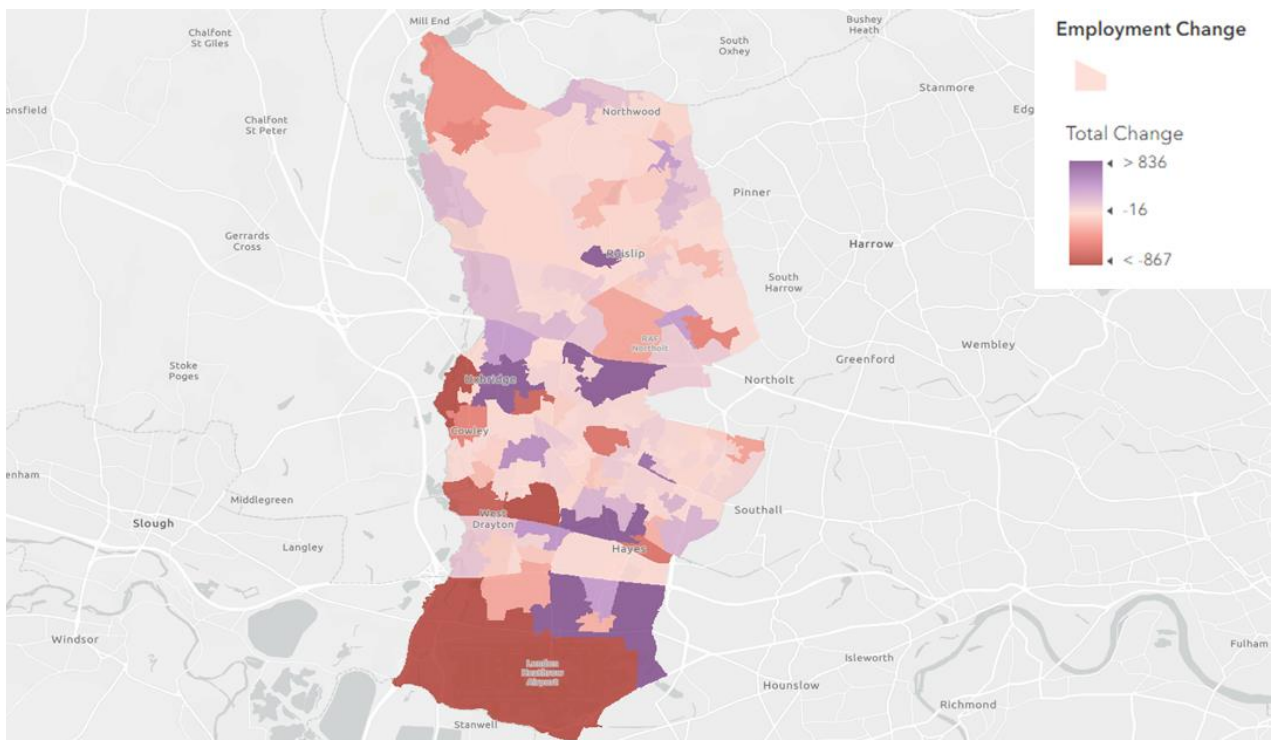 Mill End
Bushey
Heath
Chalfont
St Giles
South
Oxhey
Stanmore
Edg
onsfield
Northwood
Chalfont
St Peter
Pinner
Gerrards
Cross
Harrow
Ruislip
South
Harrow
RAF
Northolt
Wembley
Stoke
Poges
Greenford
Uxbridge
Northolt
Cowley
enham
Middlegreen
Slough
West
Drayton
Southall
Langley
Hayes
Windsor
Fulham
London
Heathrow
Airport
Isleworth
Hounslow
Richmond
Stanwell
Employment Change
Total Change
> 836
-16
< -867